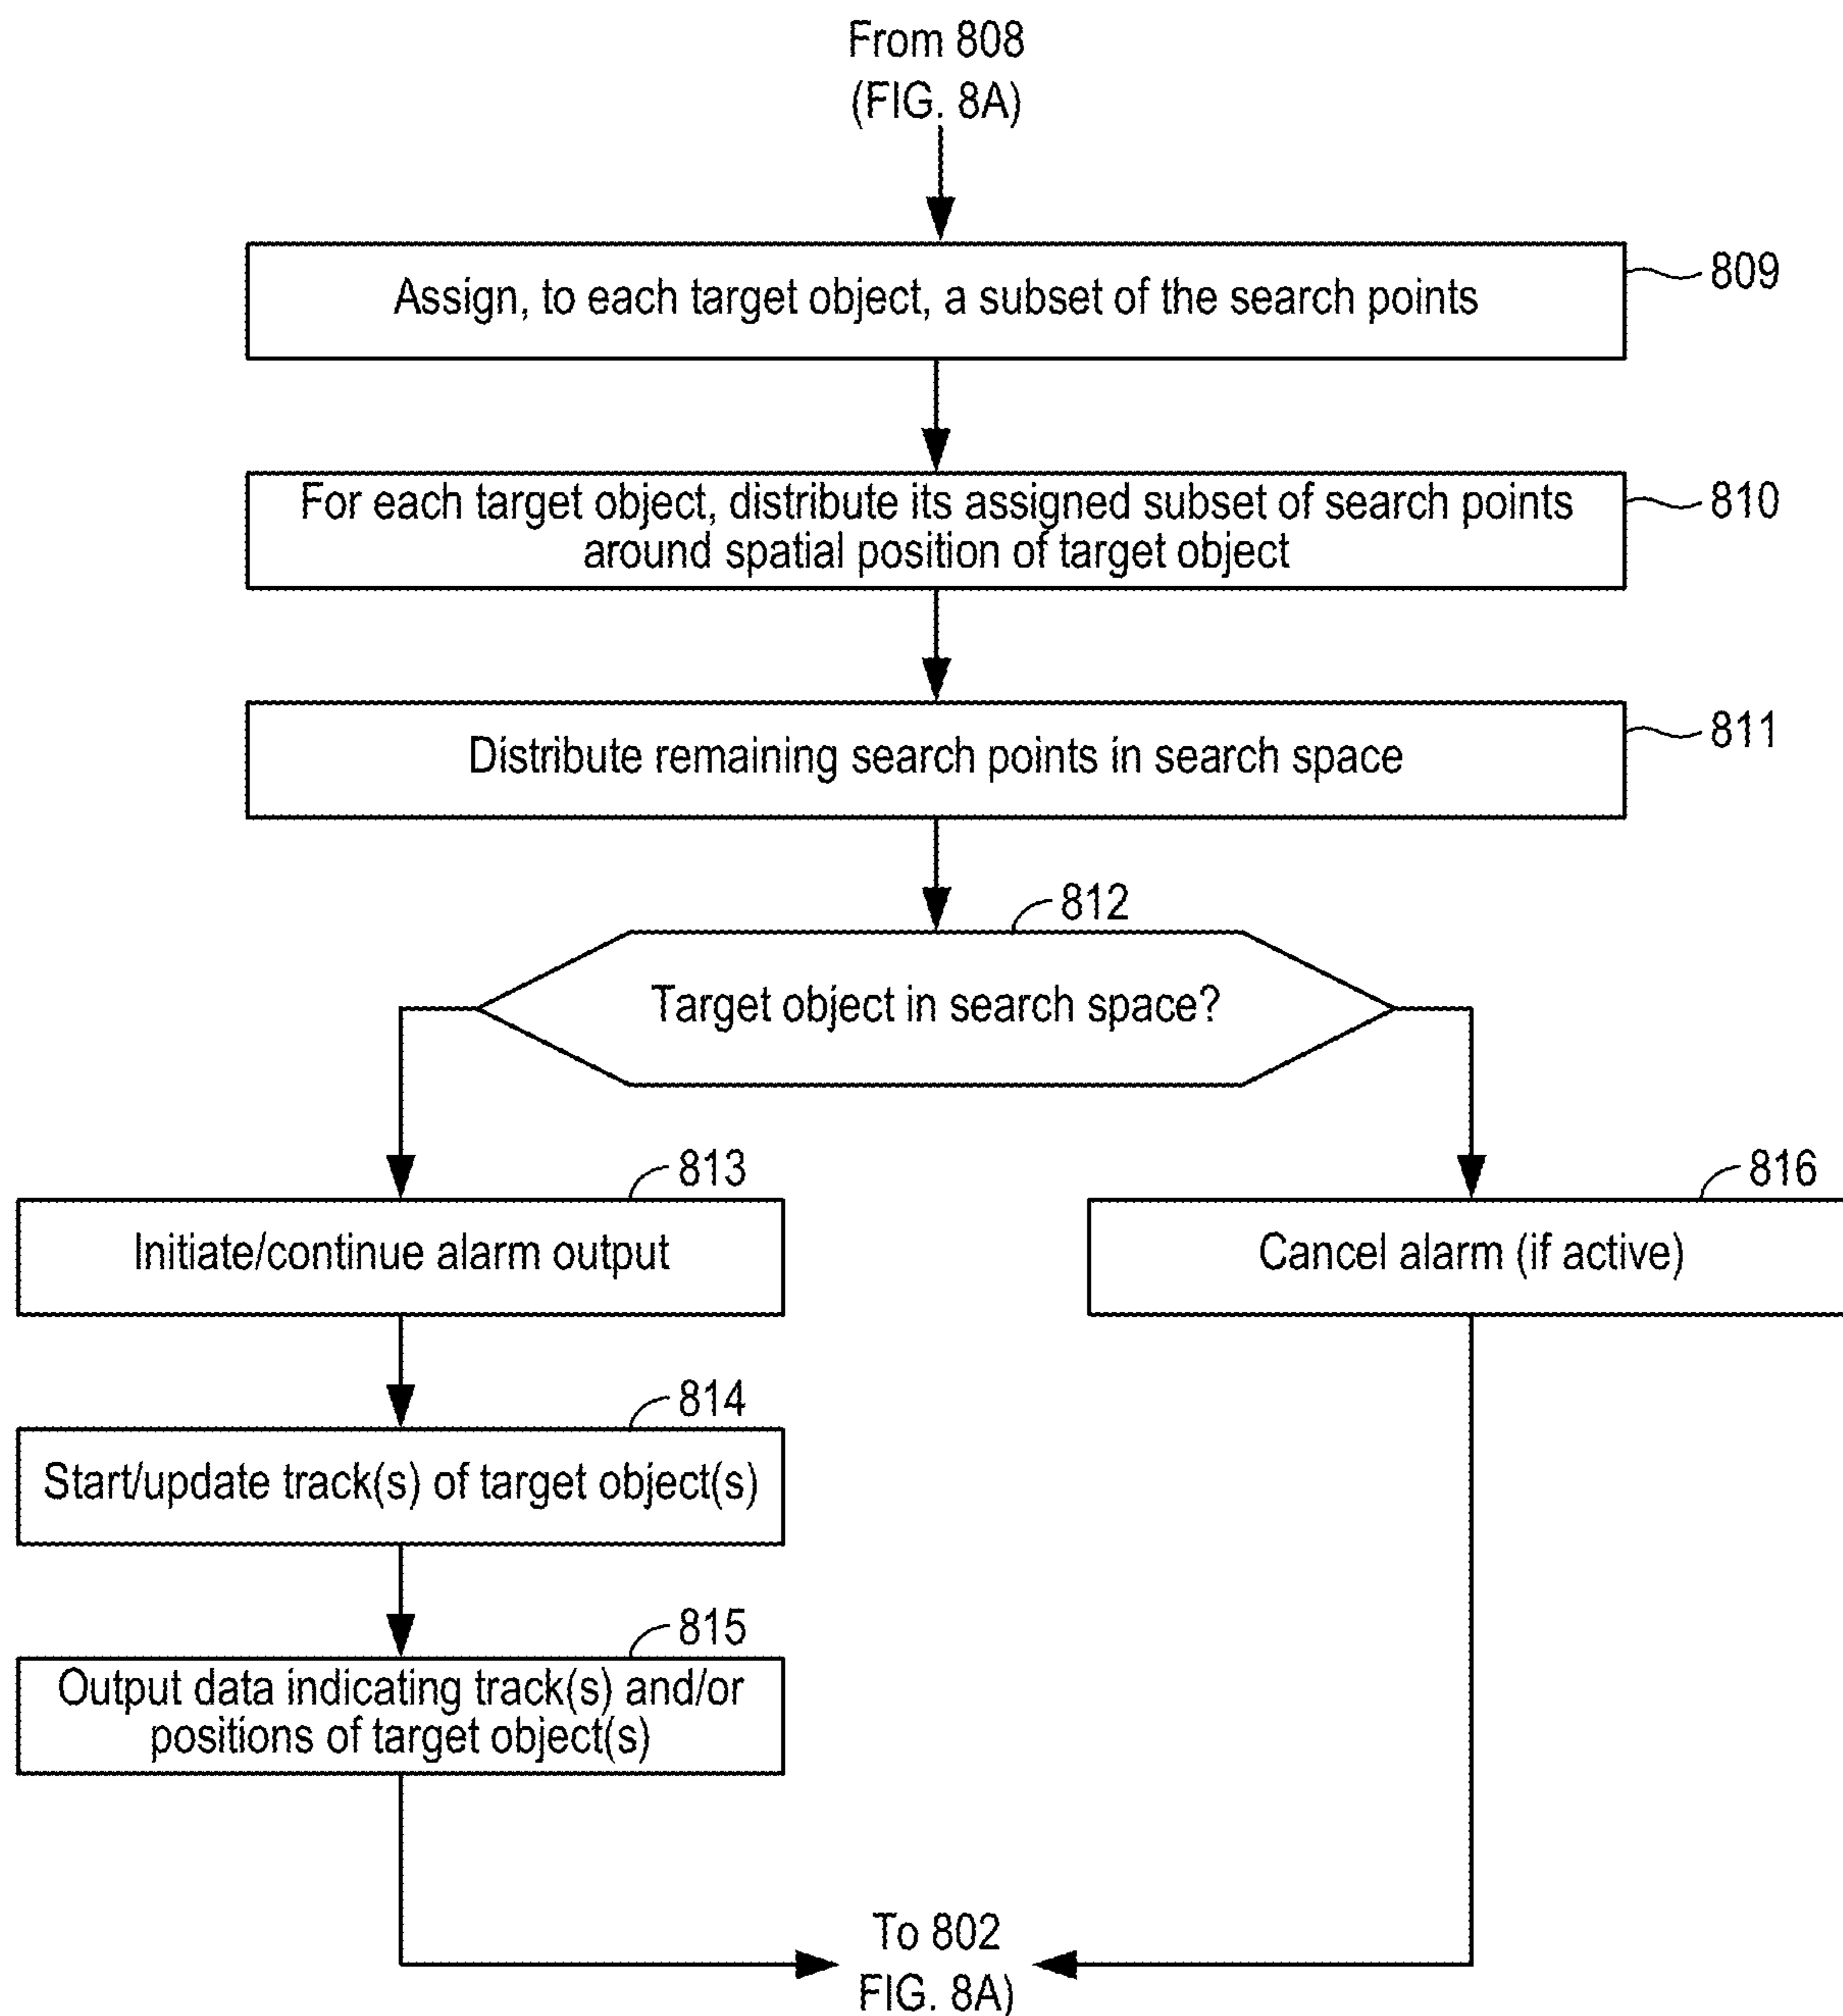 From 808
(FIG. 8A)
Assign, to each target object, a subset of the search points
809
For each target object, distribute its assigned subset of search points
around spatial position of target object
810
Distribute remaining search points in search space
811
812
Target object in search space?
813
Initiate/continue alarm output
816
Cancel alarm (if active)
814
Start/update track(s) of target object(s)
815
Output data indicating track(s) and/or
positions of target object(s)
To 802
FIG. 8A)